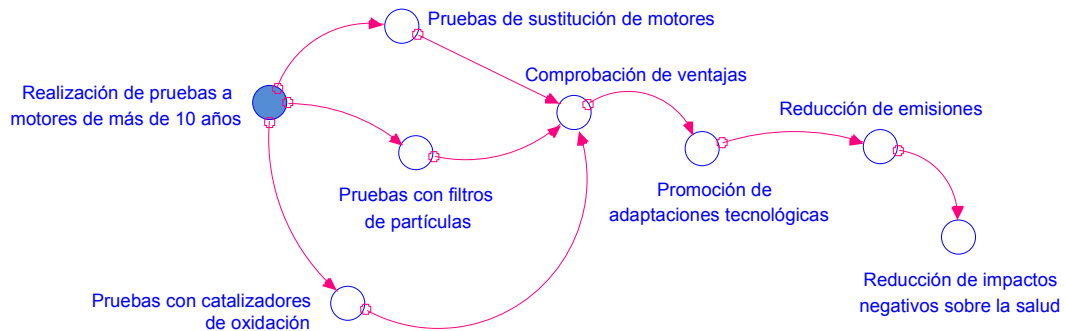 Pruebas de sustitución de motores
Comprobación de ventajas
Realización de pruebas a
motores de más de 10 años
Reducción de emisiones
Pruebas con filtros
de partículas
Promoción de
adaptaciones tecnológicas
Reducción de impactos
negativos sobre la salud
Pruebas con catalizadores
de oxidación